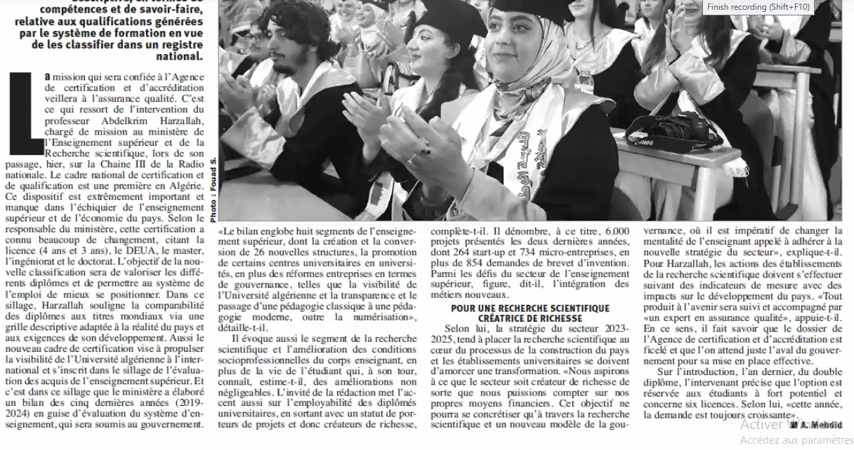 compétences et de savoir-faire,
relative aux qualifications générées
par le système de formation en vue
de les classifier dans un registre
national.
La mission qui sera confiée à l'Agence
de certification et d'accréditation
veillera à l'assurance qualité. C'est
ce qui ressort de l'intervention du
professeur Abdelkrim Harzallah,
chargé de mission au ministère de
l'Enseignement supérieur et de la
Recherche scientifique, lors de son
passage, hier, sur la Chaine III de la Radio
nationale. Le cadre national de certification et
de qualification est une première en Algérie.
Ce dispositif est extrêmement important et
manque dans l'échiquier de l'enseignement
supérieur et de l'économie du pays. Selon le
responsable du ministère, cette certification a
connu beaucoup de changement, citant la
licence (4 ans et 3 ans), le DEUA, le master,
l'ingéniort et le doctorat. L'objectif de la nou-
velle classification sera de valoriser les diffé-
rents diplômes et de permettre au système de
l'emploi de mieux se positionner. Dans ce
sillage, Harzallah souligne la comparabilité
des diplômes aux titres mondiaux via une
grille descriptive adaptée à la réalité du pays et
aux exigences de son développement. Aussi le
nouveau cadre de certification vise à propulser
la visibilité de l'Université algérienne à l'inter-
national et s'inscrit dans le sillage de l'évalua-
tion des acquis de l'enseignement supérieur. Et
c'est dans ce sillage que le ministère a élaboré
un bilan des cinq dernières années (2019-
2024) en guise d'évaluation du système d'en-
seignement, qui sera soumis au gouvernement.
Photo : Fouad S.
«Le bilan englobe huit segments de l'enseigne-
ment supérieur, dont la création et la conver-
sion de 26 nouvelles structures, la promotion
de certains centres universitaires en universi-
tés, en plus des réformes entreprises en termes
de gouvernance, telles que la visibilité de
l'Université algérienne et la transparence et le
passage d'une pédagogie classique à une péda-
gogie moderne, outre la numérisation»,
détaille-t-il.
Il évoque aussi le segment de la recherche
scientifique et l'amélioration des conditions
socioprofessionnelles du corps enseignant, en
plus de la vie de l'étudiant qui, à son tour,
connaît, estime-t-il, des améliorations non
négligeables. L'invité de la rédaction met l'ac-
cent aussi sur l'employabilité des diplômés
universitaires, en sortant avec un statut de por-
teurs de projets et donc créateurs de richesse,
complète-t-il. Il dénombre, à ce titre, 6.000
projets présentés les deux dernières années,
dont 264 start-up et 734 micro-entreprises, en
plus de 854 demandes de brevet d'invention.
Parmi les défis du secteur de l'enseignement
supérieur, figure, dit-il, l'intégration des
métiers nouveaux.
POUR UNE RECHERCHE SCIENTIFIQUE
CRÉATRICE DE RICHESSE
Selon lui, la stratégie du secteur 2023-
2025, tend à placer la recherche scientifique au
cœur du processus de la construction du pays
et les établissements universitaires se doivent
d'amorcer une transformation. «Nous aspirons
à ce que le secteur soit créateur de richesse de
sorte que nous puissions compter sur nos
propres moyens financiers. Cet objectif ne
pourra se concrétiser qu'à travers la recherche
scientifique et un nouveau modèle de la gou-
vernance, où il est impératif de changer la
mentalité de l'enseignant appelé à adhérer à la
nouvelle stratégie du secteur», explique-t-il.
Pour Harzallah, les actions des établissements
de la recherche scientifique doivent s'effectuer
suivant des indicateurs de mesure avec des
impacts sur le développement du pays. «Tout
produit à l'avenir sera suivi et accompagné par
«un expert en assurance qualité», appuie-t-il.
En ce sens, il fait savoir que le dossier de
l'Agence de certification et d'accréditation est
ficelé et que l'on attend juste l'aval du gouver-
nement pour sa mise en place effective.
Sur l'introduction, l'an dernier, du double
diplôme, l'intervenant précise que l'option est
réservée aux étudiants à fort potentiel et
concerne six licences. Selon lui, «cette année,
la demande est toujours croissante».
A. Mehdid
Finish recording (Shift+F10)
Canon
Activer
Accédez aux paramètres